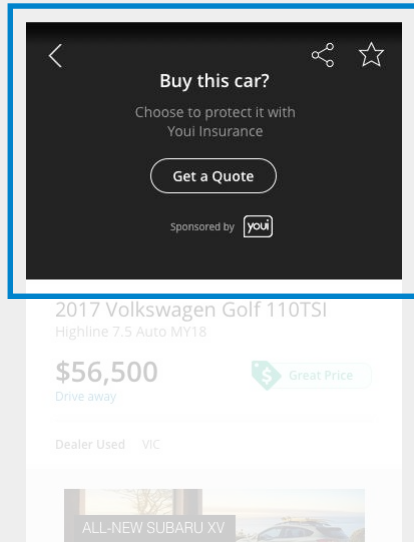 Buy this car?
Choose to protect it with
Youi Insurance
Get a Quote
Sponsored by youi
2017 Volkswagen Golf 110TSI
Highline 7.5 Auto MY18
$56,500
Great Price
Drive away
Dealer Used VIC
ALL-NEW SUBARU XV